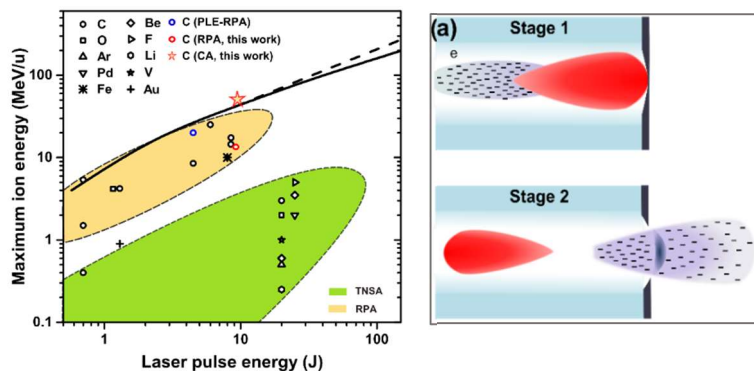 C Be C (PLE-RPA)
O F C (RPA, this work)
Ar Li C (CA, this work)
Pd V
Fe Au
Maximum ion energy (MeV/u)
100
10
1
0.1
TNSA
RPA
1 10 100
Laser pulse energy (J)
(a) Stage 1
e
Stage 2